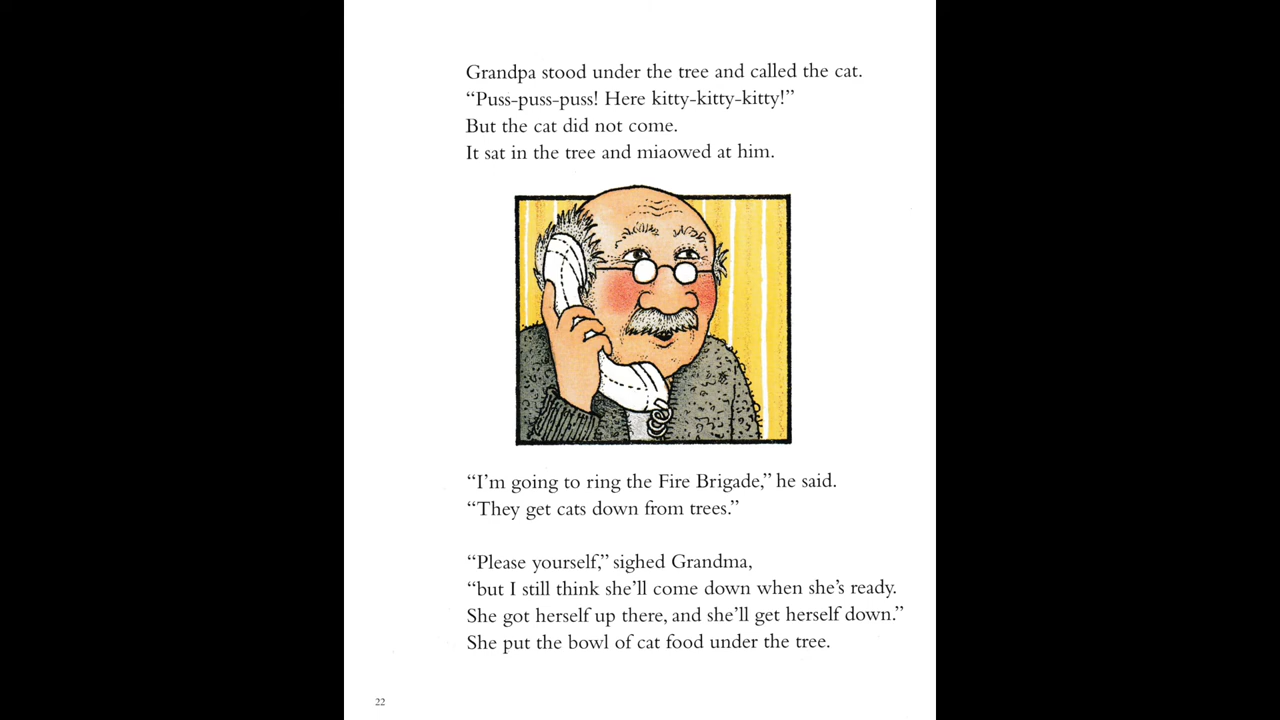 Grandpa stood under the tree and called the cat.
“Puss-puss-puss! Here kitty-kitty-kitty!”
But the cat did not come.
It sat in the tree and miaowed at him.
“I’m going to ring the Fire Brigade,” he said.
“They get cats down from trees.”
“Please yourself,” sighed Grandma,
“but I still think she’ll come down when she’s ready.
She got herself up there, and she’ll get herself down.”
She put the bowl of cat food under the tree.
22